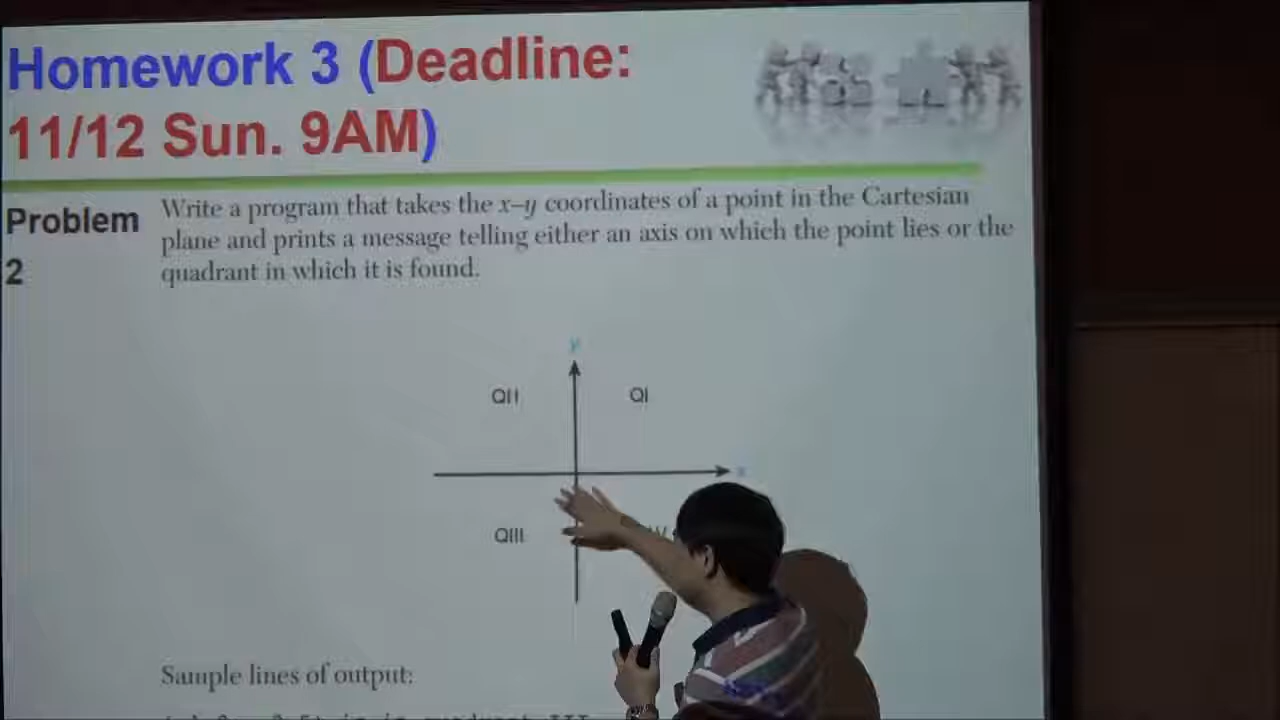 Homework 3 (Deadline:
11/12 Sun. 9AM)
Problem
2
Write a program that takes the x–y coordinates of a point in the Cartesian
plane and prints a message telling either an axis on which the point lies or the
quadrant in which it is found.
y
QII
QI
x
QIII
Sample lines of output: